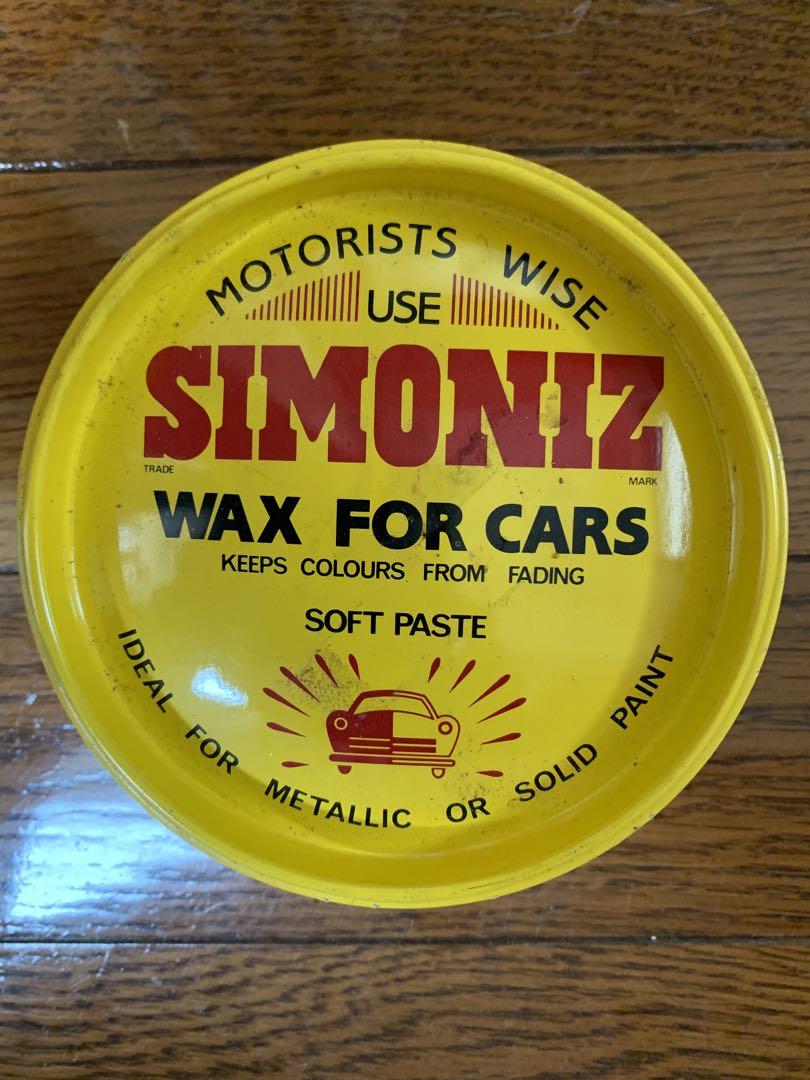 MOTORISTS WISE
USE
SIMONIZ
TRADE MARK
WAX FOR CARS
KEEPS COLOURS FROM FADING
SOFT PASTE
IDEAL FOR METALLIC OR SOLID PAINT